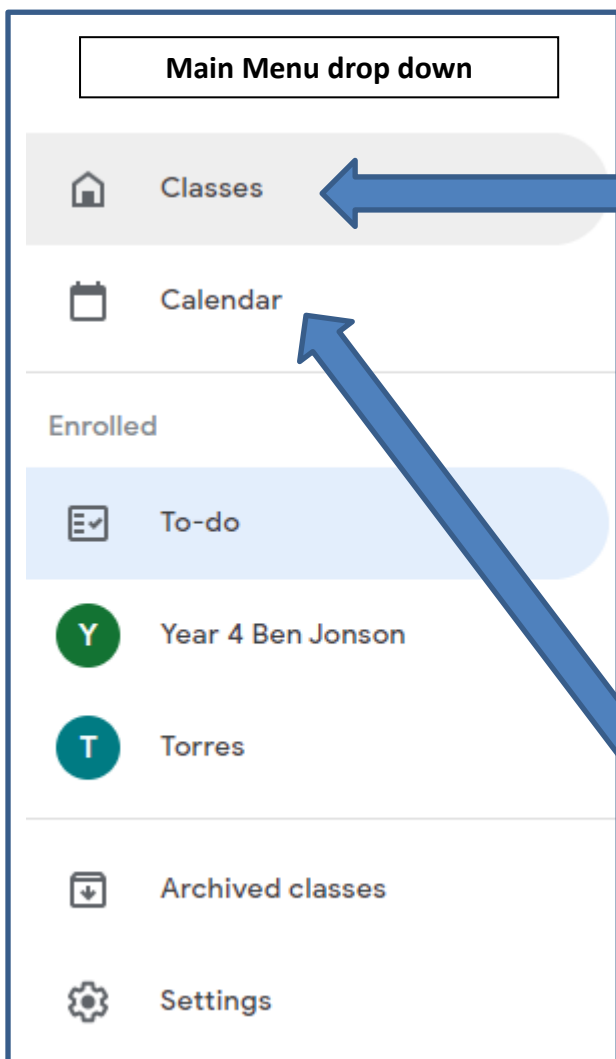 Main Menu drop down
Classes
Calendar
Enrolled
To-do
Y Year 4 Ben Jonson
T Torres
Archived classes
Settings